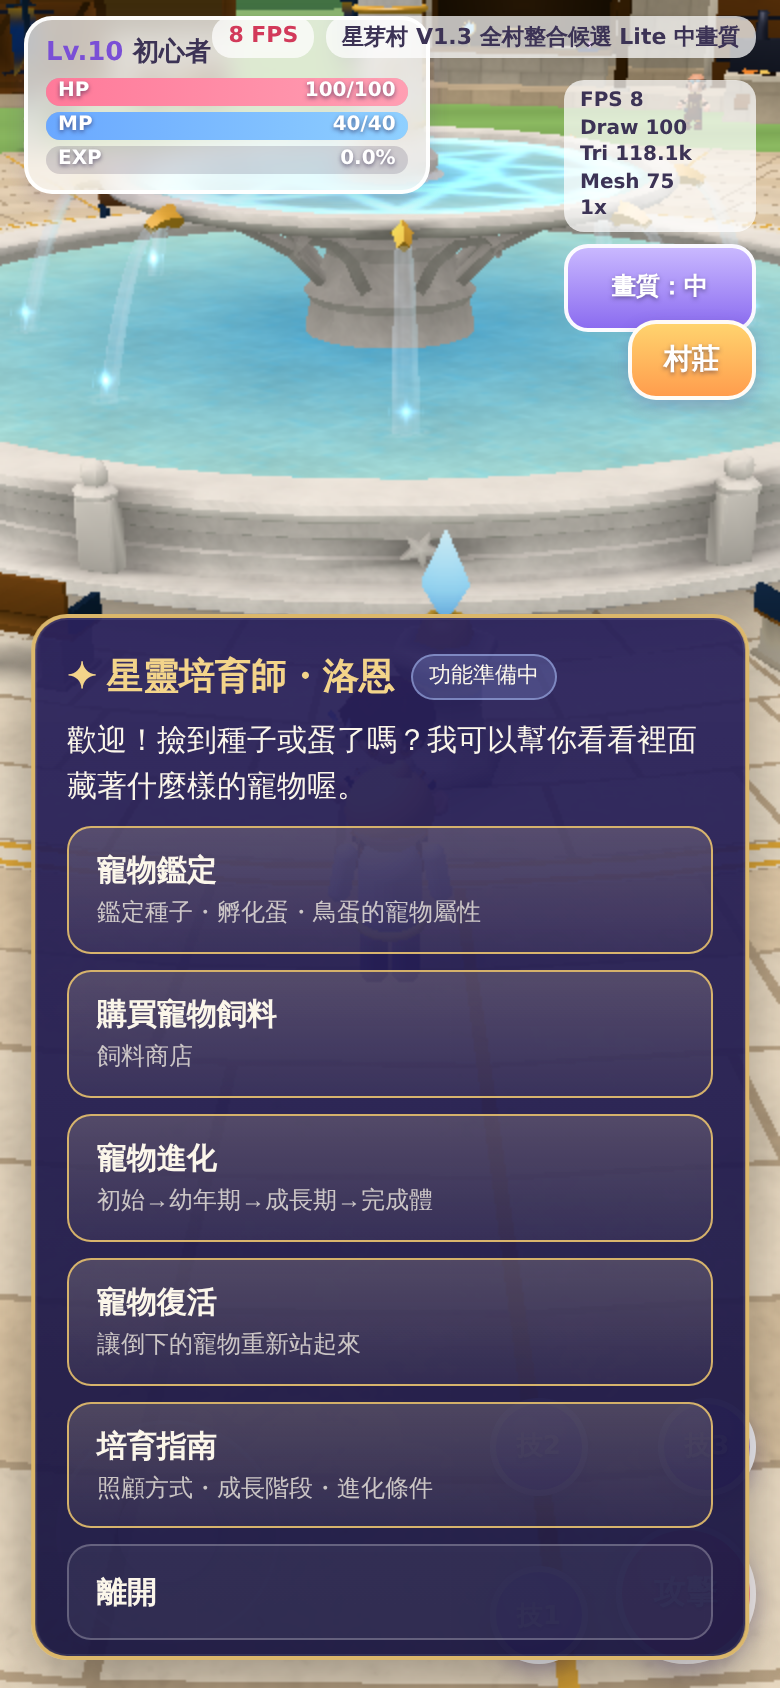 Lv.10 初心者
8 FPS
星芽村 V1.3 全村整合候選 Lite 中畫質
HP 100/100
MP 40/40
EXP 0.0%
FPS 8
Draw 100
Tri 118.1k
Mesh 75
1x
畫質：中
村莊
✦ 星靈培育師・洛恩 功能準備中
歡迎！撿到種子或蛋了嗎？我可以幫你看看裡面
藏著什麼樣的寵物喔。
寵物鑑定
鑑定種子・孵化蛋・鳥蛋的寵物屬性
購買寵物飼料
飼料商店
寵物進化
初始→幼年期→成長期→完成體
寵物復活
讓倒下的寵物重新站起來
技2
技3
培育指南
照顧方式・成長階段・進化條件
離開
攻擊
技1